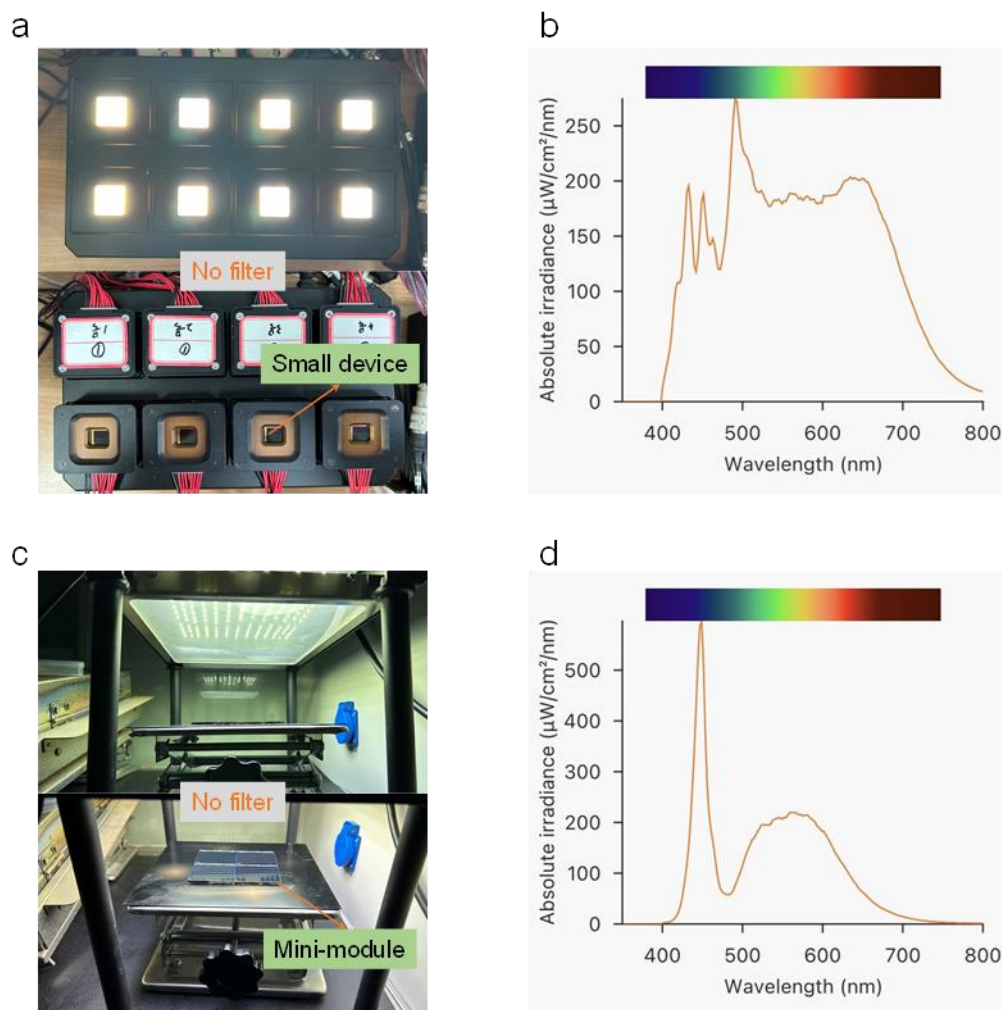 a
No filter
Small device
b
250
200
150
100
50
0
Absolute irradiance (µW/cm²/nm)
400 500 600 700 800
Wavelength (nm)
c
No filter
Mini-module
d
500
400
300
200
100
0
Absolute irradiance (µW/cm²/nm)
400 500 600 700 800
Wavelength (nm)